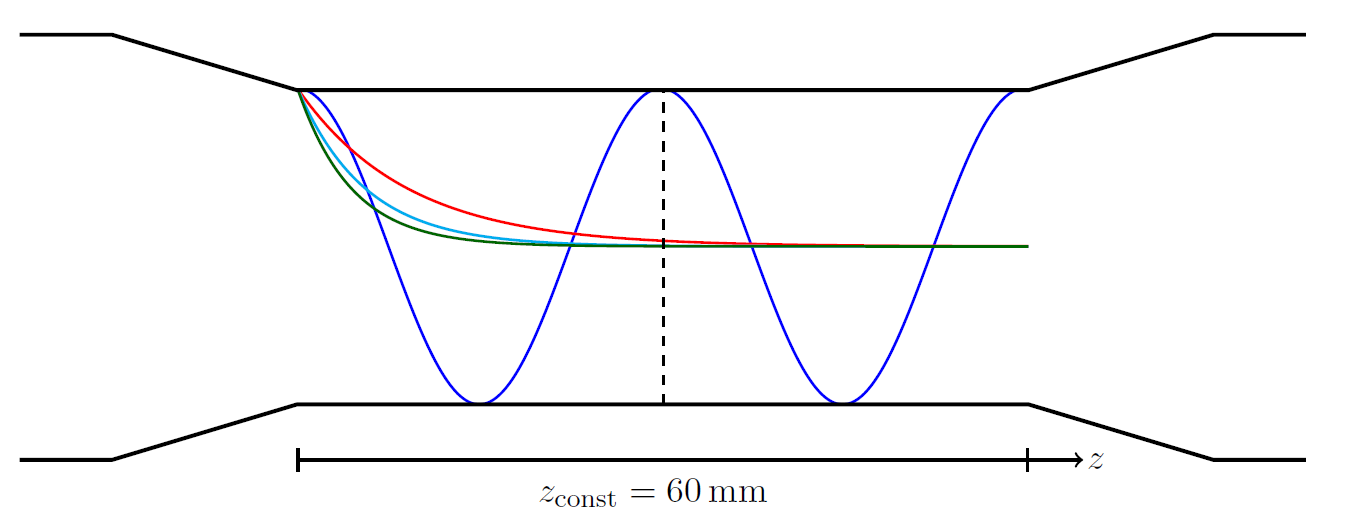 z
z_const = 60 mm